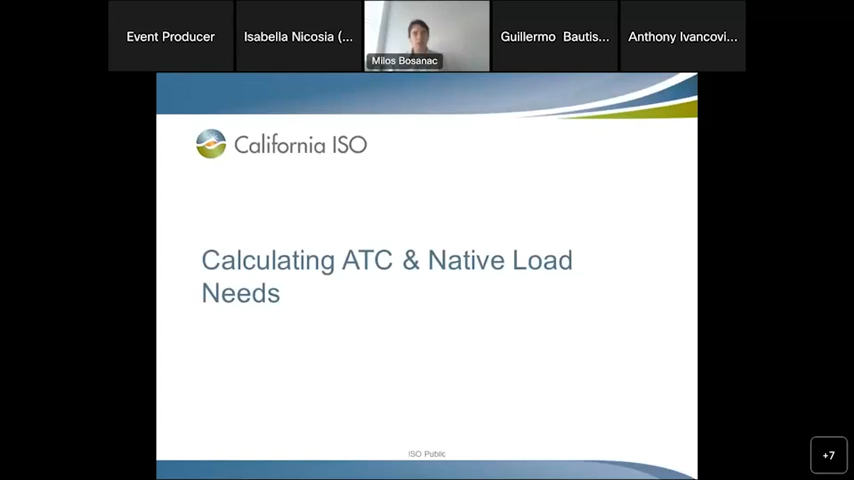 Event Producer
Isabella Nicosia (...
Milos Bosanac
Guillermo Bautis...
Anthony Ivancovi...
California ISO
Calculating ATC & Native Load
Needs
ISO Public
+7